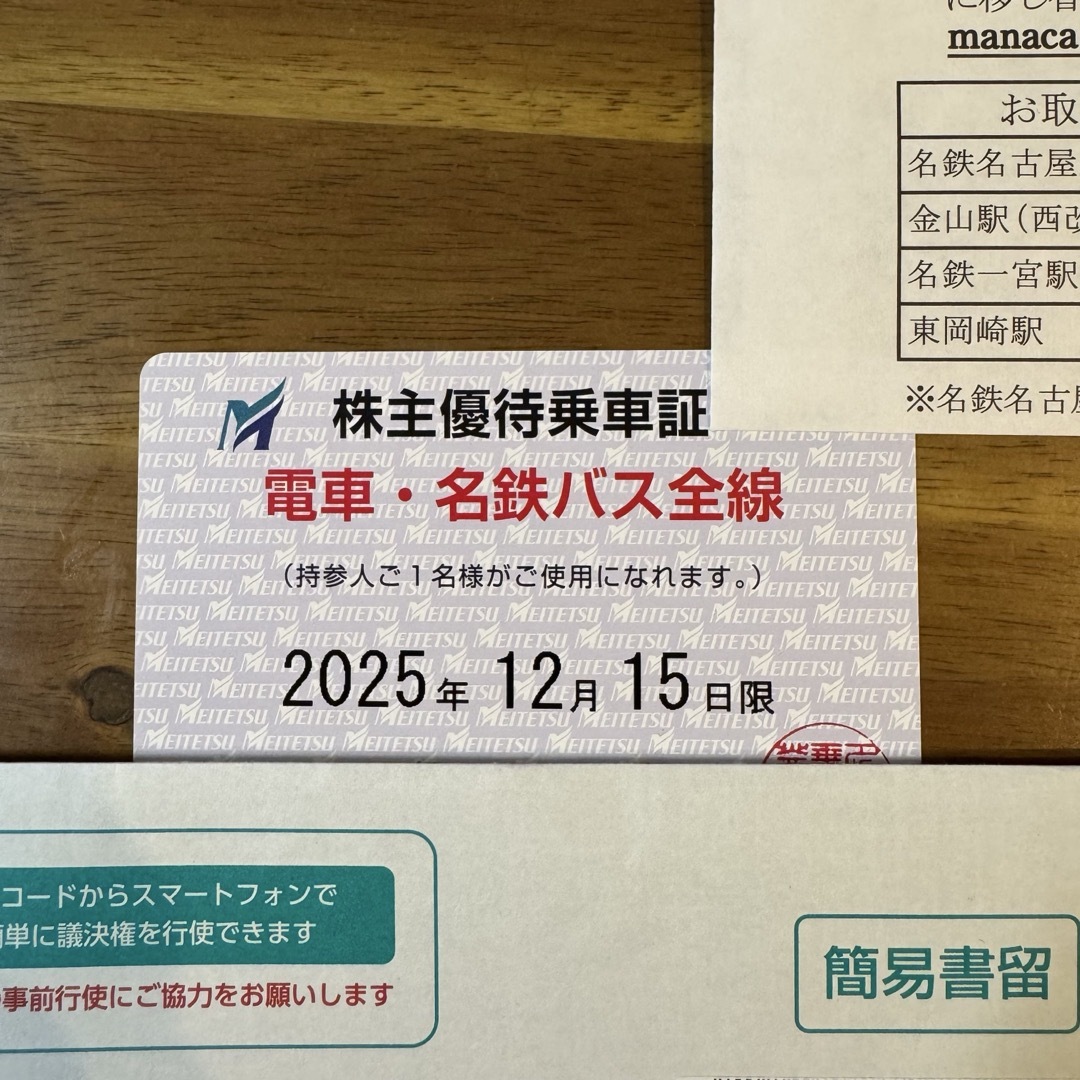 manaca
お取
名鉄名古屋
金山駅(西改
名鉄一宮駅
東岡崎駅
※名鉄名古屋
株主優待乗車証
電車・名鉄バス全線
(持参人ご1名様がご使用になれます。)
2025年 12月 15日限
MEITETSU
コードからスマートフォンで
簡単に議決権を行使できます
事前行使にご協力をお願いします
簡易書留